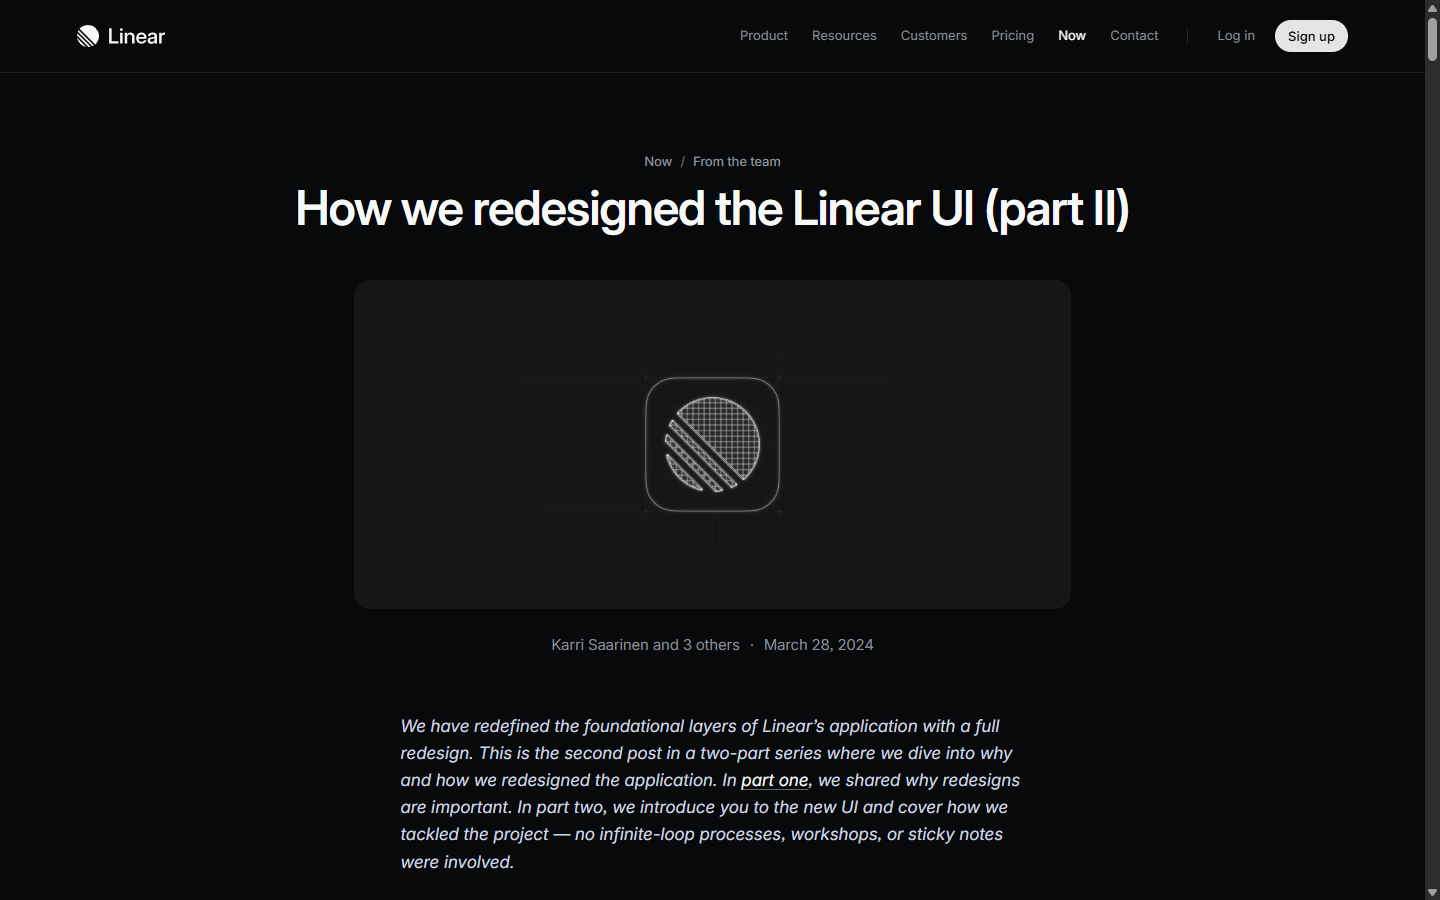 Linear
Product Resources Customers Pricing Now Contact Log in Sign up
Now / From the team
How we redesigned the Linear UI (part II)
Karri Saarinen and 3 others · March 28, 2024
We have redefined the foundational layers of Linear’s application with a full
redesign. This is the second post in a two-part series where we dive into why
and how we redesigned the application. In part one, we shared why redesigns
are important. In part two, we introduce you to the new UI and cover how we
tackled the project — no infinite-loop processes, workshops, or sticky notes
were involved.